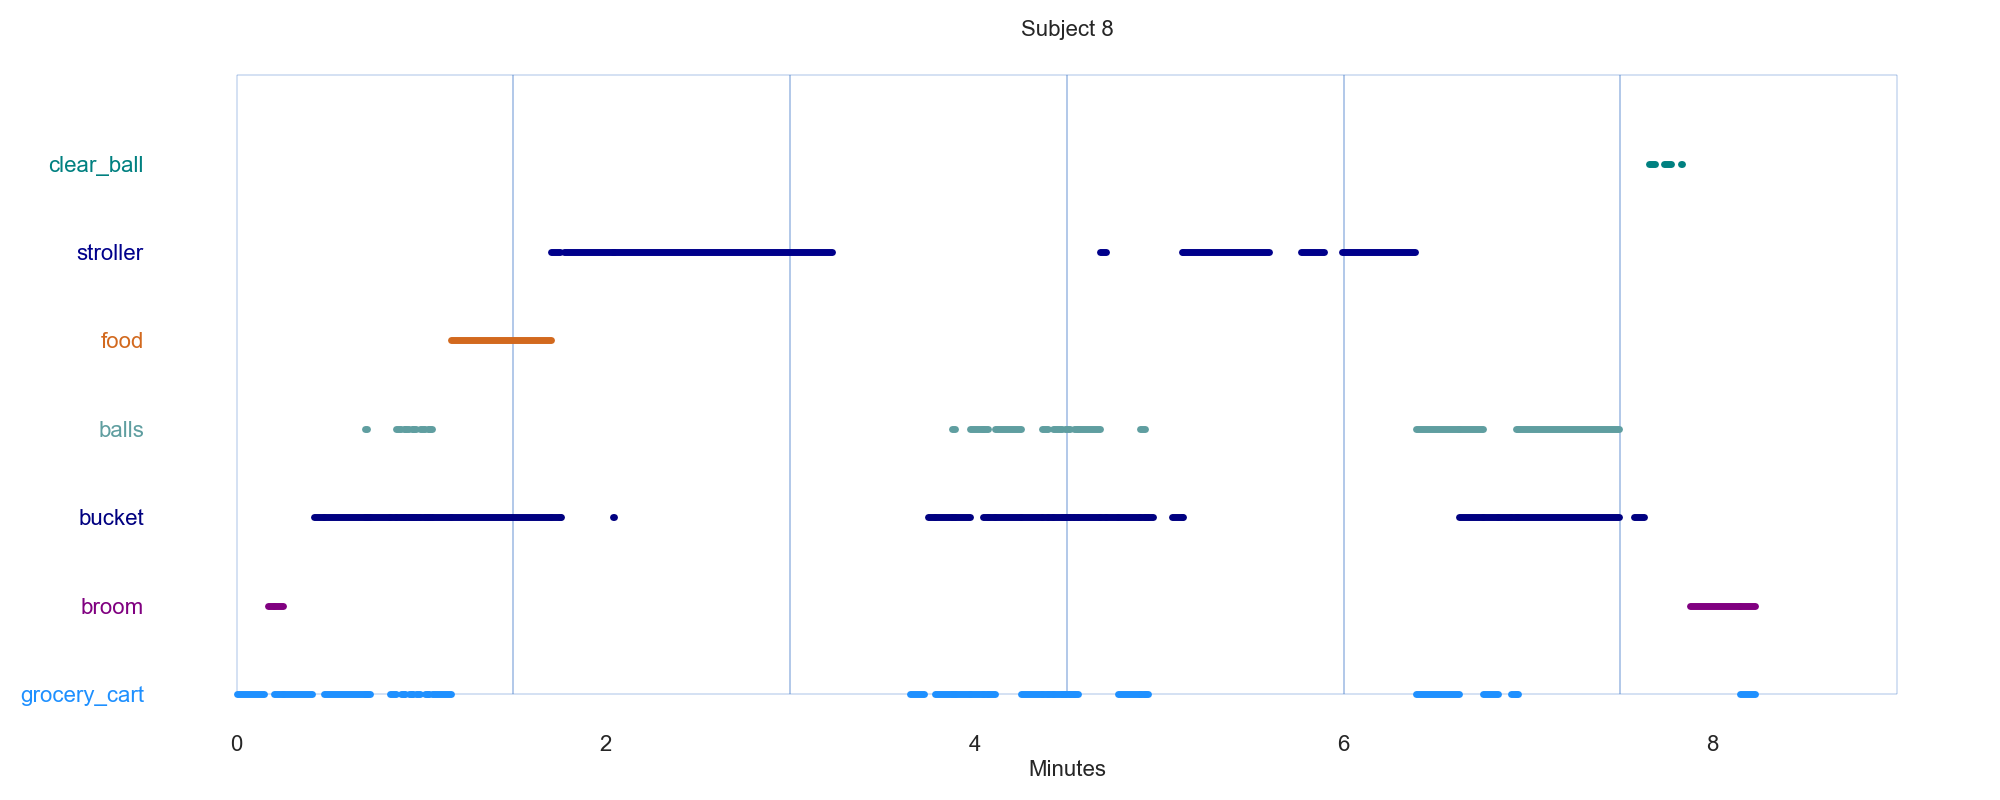 Subject 8
clear_ball
stroller
food
balls
bucket
broom
grocery_cart
0 2 4 6 8
Minutes